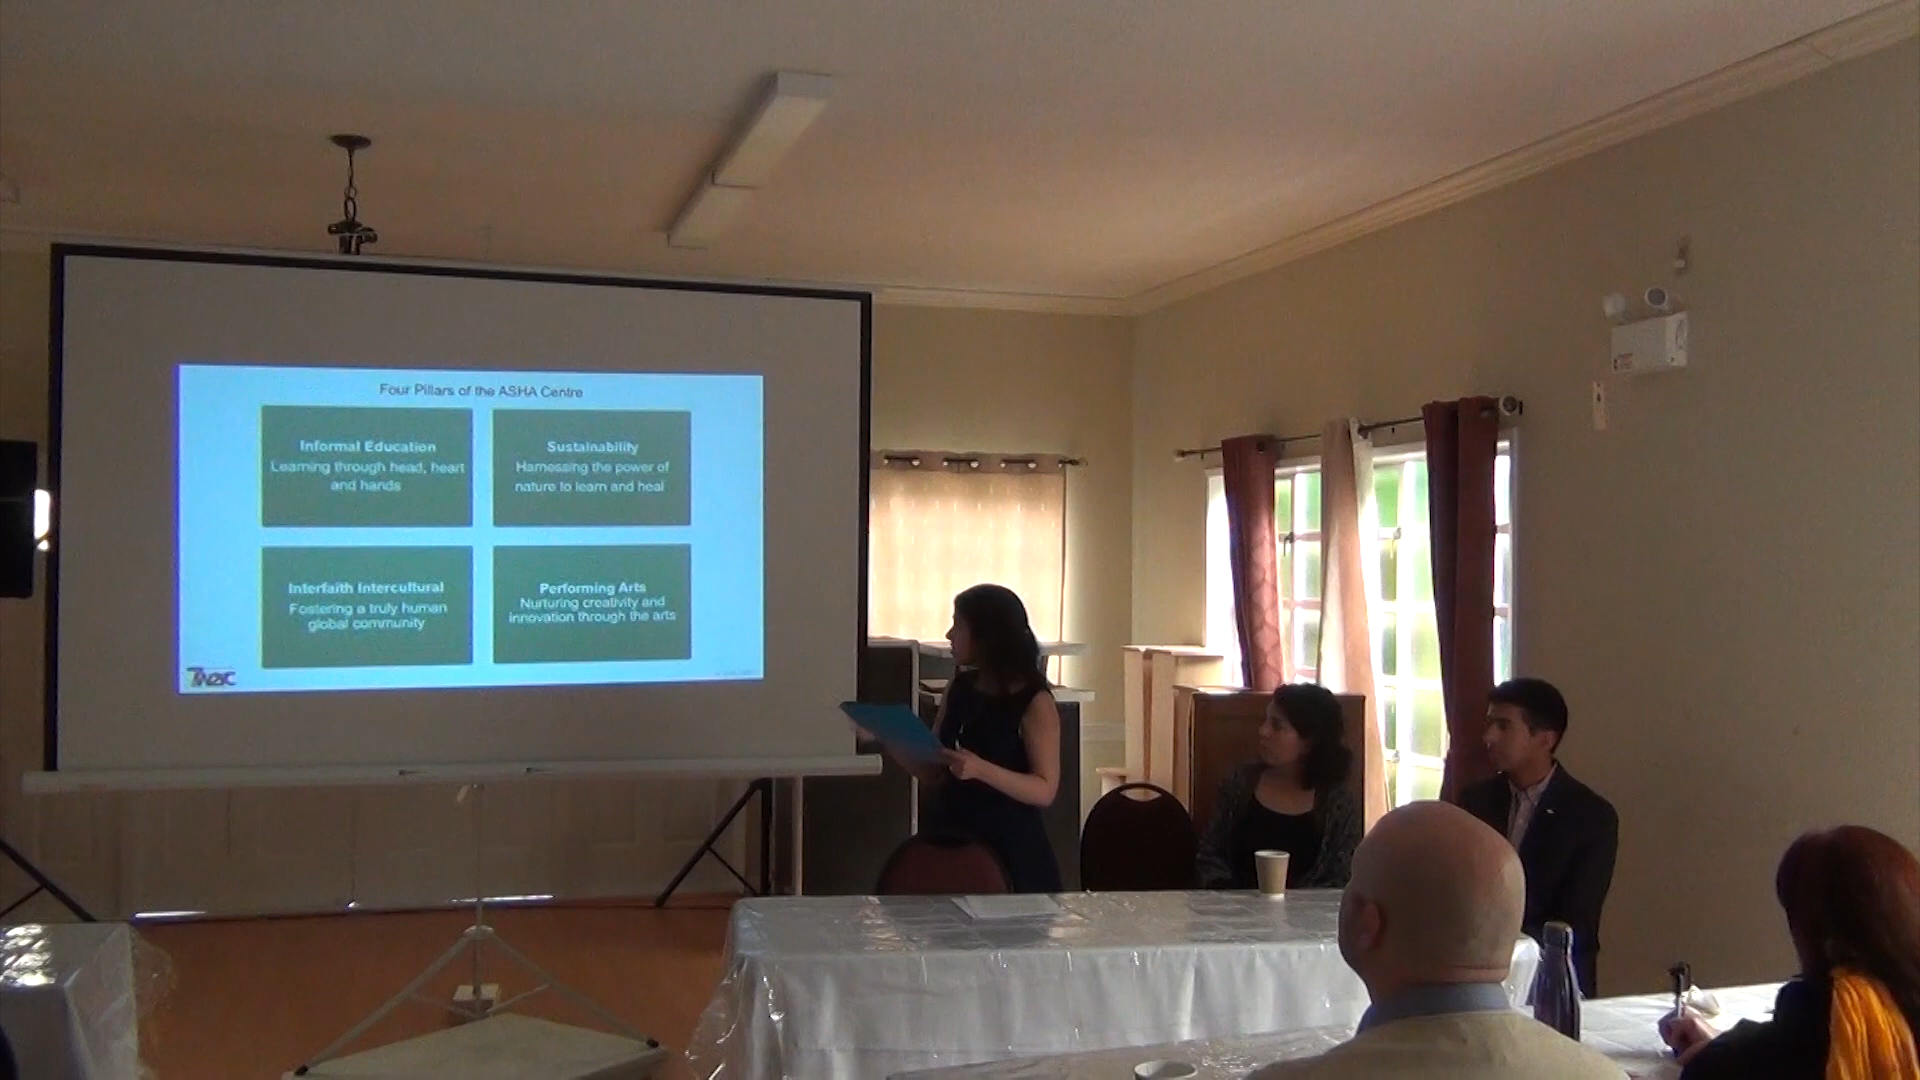 Four Pillars of the ASHA Centre
Informal Education
Learning through head, heart
and hands
Sustainability
Harnessing the power of
nature to learn and heal
Interfaith Intercultural
Fostering a truly human
global community
Performing Arts
Nurturing creativity and
innovation through the arts